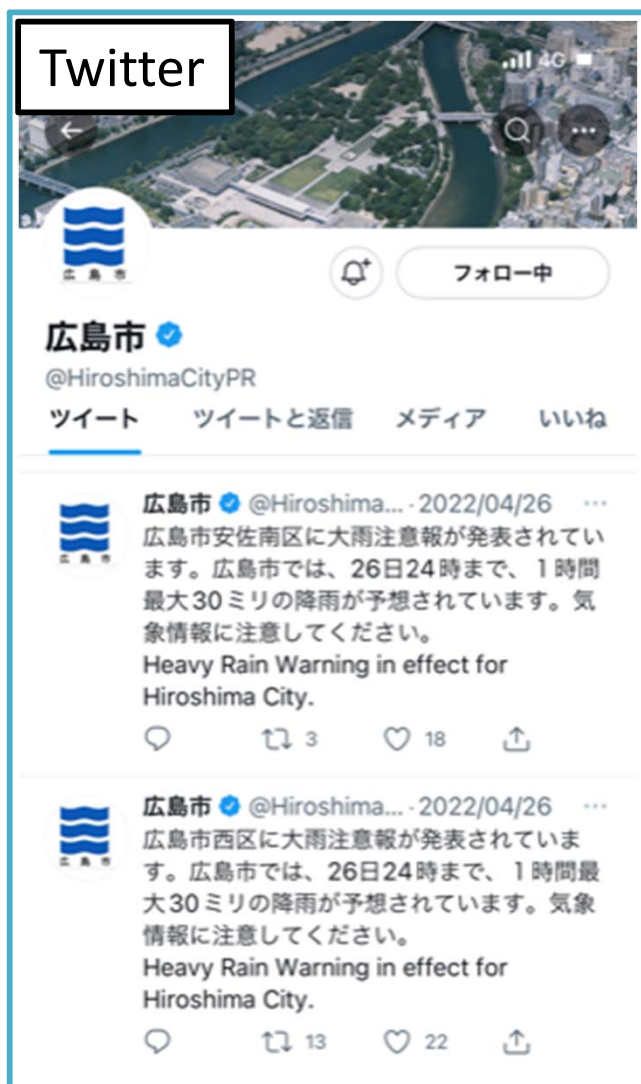 Twitter
4G
広島市
フォロー中
広島市
@HiroshimaCityPR
ツイート ツイートと返信 メディア いいね
広島市 @Hiroshima... · 2022/04/26 ...
広島市
広島市安佐南区に大雨注意報が発表されてい
ます。広島市では、26日24時まで、1時間
最大30ミリの降雨が予想されています。気
象情報に注意してください。
Heavy Rain Warning in effect for
Hiroshima City.
3 18
広島市 @Hiroshima... · 2022/04/26 ...
広島市
広島市西区に大雨注意報が発表されていま
す。広島市では、26日24時まで、1時間最
大30ミリの降雨が予想されています。気象
情報に注意してください。
Heavy Rain Warning in effect for
Hiroshima City.
13 22